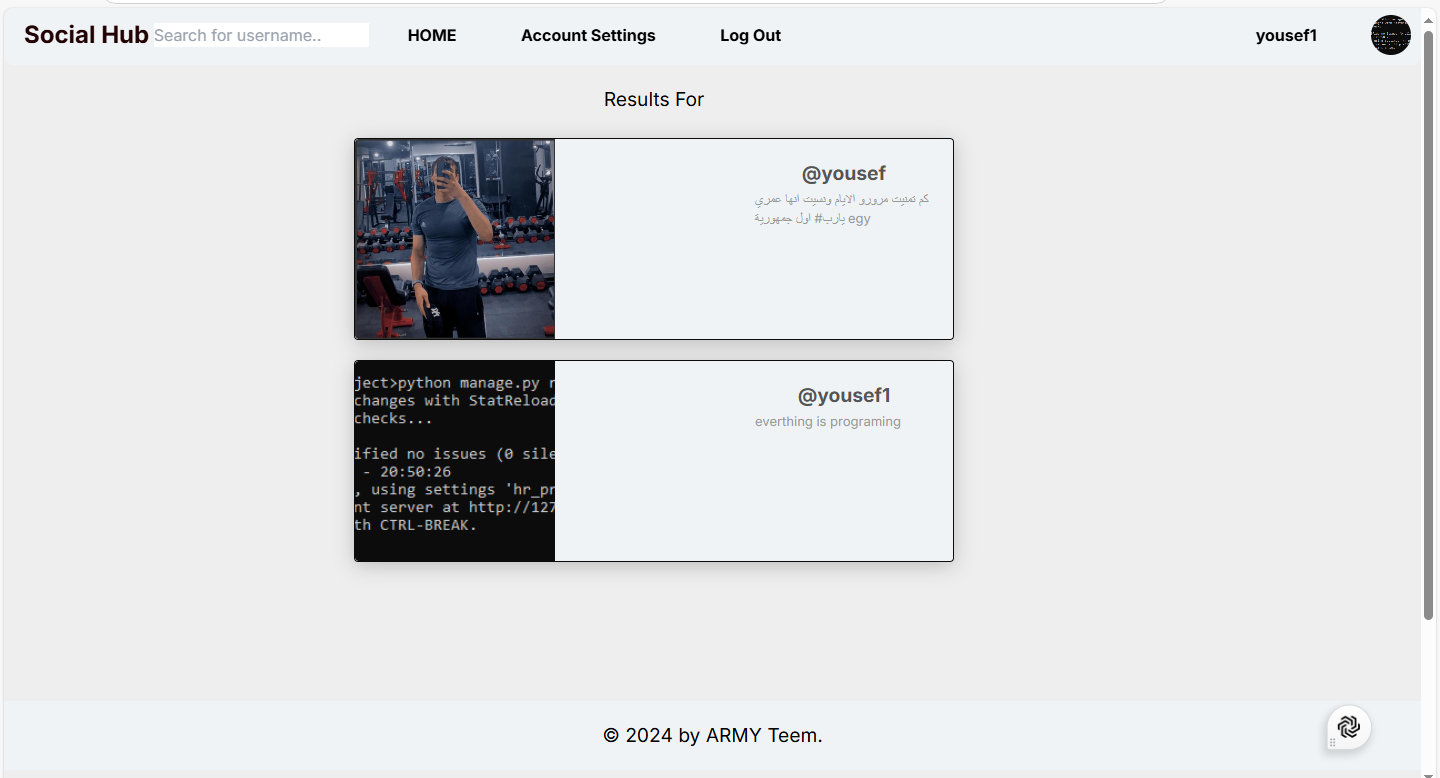 Social Hub Search for username.. HOME Account Settings Log Out yousef1
Results For
@yousef
كم تمنيت مرورو الايام ونسيت انها عمري
يارب# اول جمهورية egy
@yousef1
everthing is programing
ject>python manage.py r
changes with StatReload
checks...
ified no issues (0 sile
- 20:50:26
, using settings 'hr_pr
nt server at http://127
th CTRL-BREAK.
© 2024 by ARMY Teem.